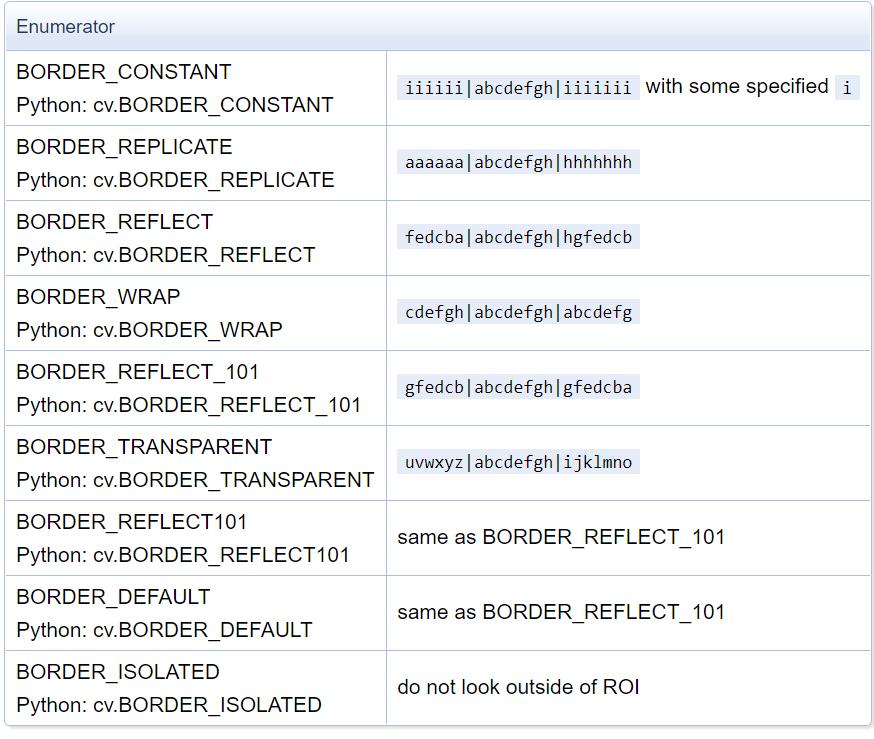 Enumerator
BORDER_CONSTANT
Python: cv.BORDER_CONSTANT
iiiiii|abcdefgh|iiiiiii with some specified i
BORDER_REPLICATE
Python: cv.BORDER_REPLICATE
aaaaaa|abcdefgh|hhhhhhh
BORDER_REFLECT
Python: cv.BORDER_REFLECT
fedcba|abcdefgh|hgfedcb
BORDER_WRAP
Python: cv.BORDER_WRAP
cdefgh|abcdefgh|abcdefg
BORDER_REFLECT_101
Python: cv.BORDER_REFLECT_101
gfedcb|abcdefgh|gfedcba
BORDER_TRANSPARENT
Python: cv.BORDER_TRANSPARENT
uvwxyz|abcdefgh|ijklmno
BORDER_REFLECT101
Python: cv.BORDER_REFLECT101
same as BORDER_REFLECT_101
BORDER_DEFAULT
Python: cv.BORDER_DEFAULT
same as BORDER_REFLECT_101
BORDER_ISOLATED
Python: cv.BORDER_ISOLATED
do not look outside of ROI